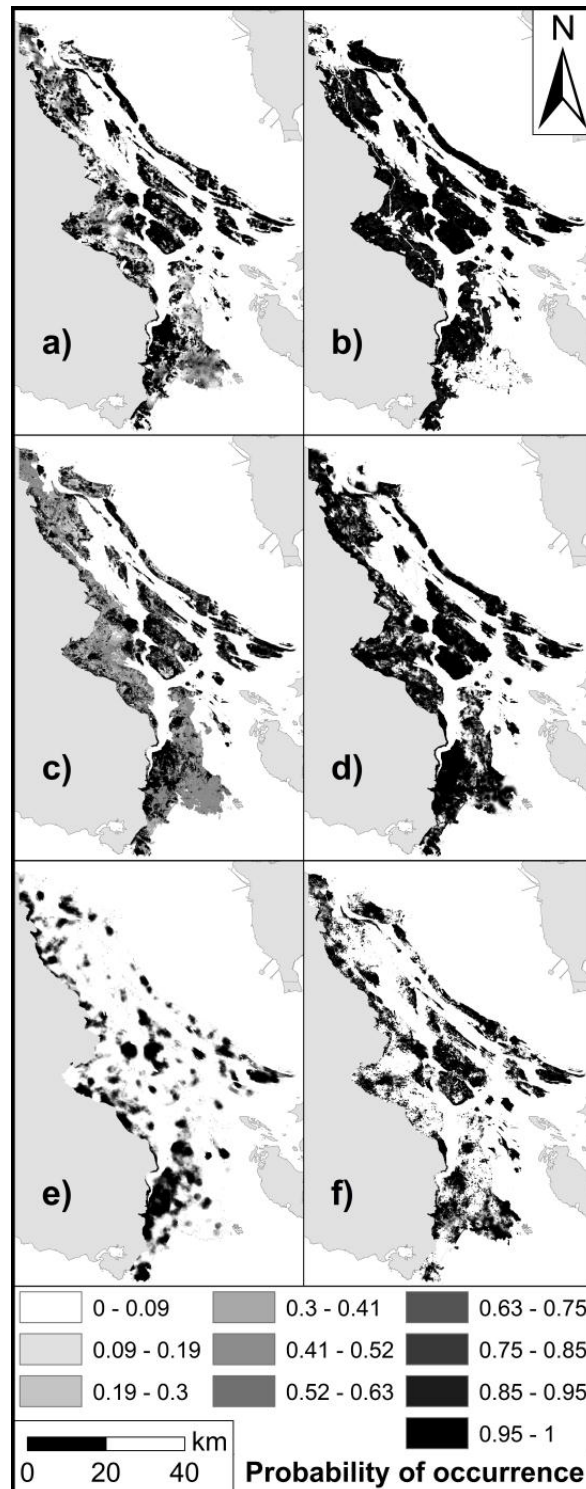 N
a)
b)
c)
d)
e)
f)
0 - 0.09
0.3 - 0.41
0.63 - 0.75
0.09 - 0.19
0.41 - 0.52
0.75 - 0.85
0.19 - 0.3
0.52 - 0.63
0.85 - 0.95
0.95 - 1
km
0 20 40
Probability of occurrence